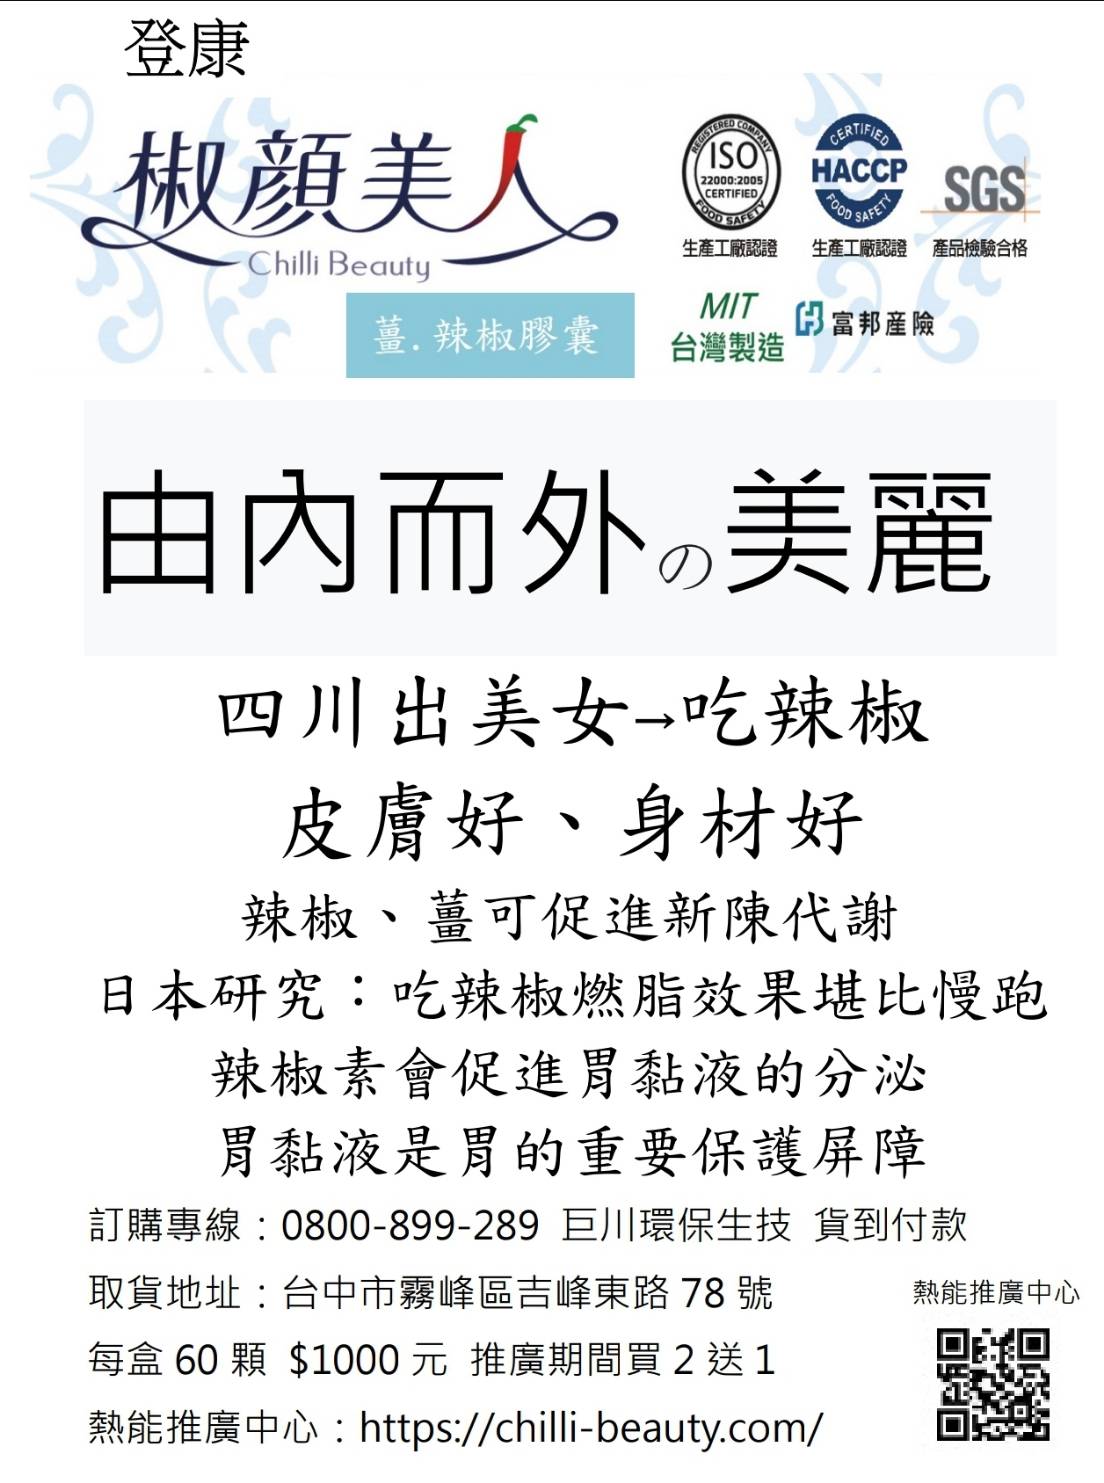 登康
椒顏美人
Chilli Beauty
薑.辣椒膠囊
REGISTERED COMPANY
ISO
22000:2005
CERTIFIED
FOOD SAFETY
生產工廠認證
CERTIFIED
HACCP
FOOD SAFETY
生產工廠認證
SGS
產品檢驗合格
MIT
台灣製造
富邦產險
由內而外の美麗
四川出美女→吃辣椒
皮膚好、身材好
辣椒、薑可促進新陳代謝
日本研究：吃辣椒燃脂效果堪比慢跑
辣椒素會促進胃黏液的分泌
胃黏液是胃的重要保護屏障
訂購專線：0800-899-289 巨川環保生技 貨到付款
取貨地址：台中市霧峰區吉峰東路 78 號
每盒 60 顆 $1000 元 推廣期間買 2 送 1
熱能推廣中心：https://chilli-beauty.com/
熱能推廣中心